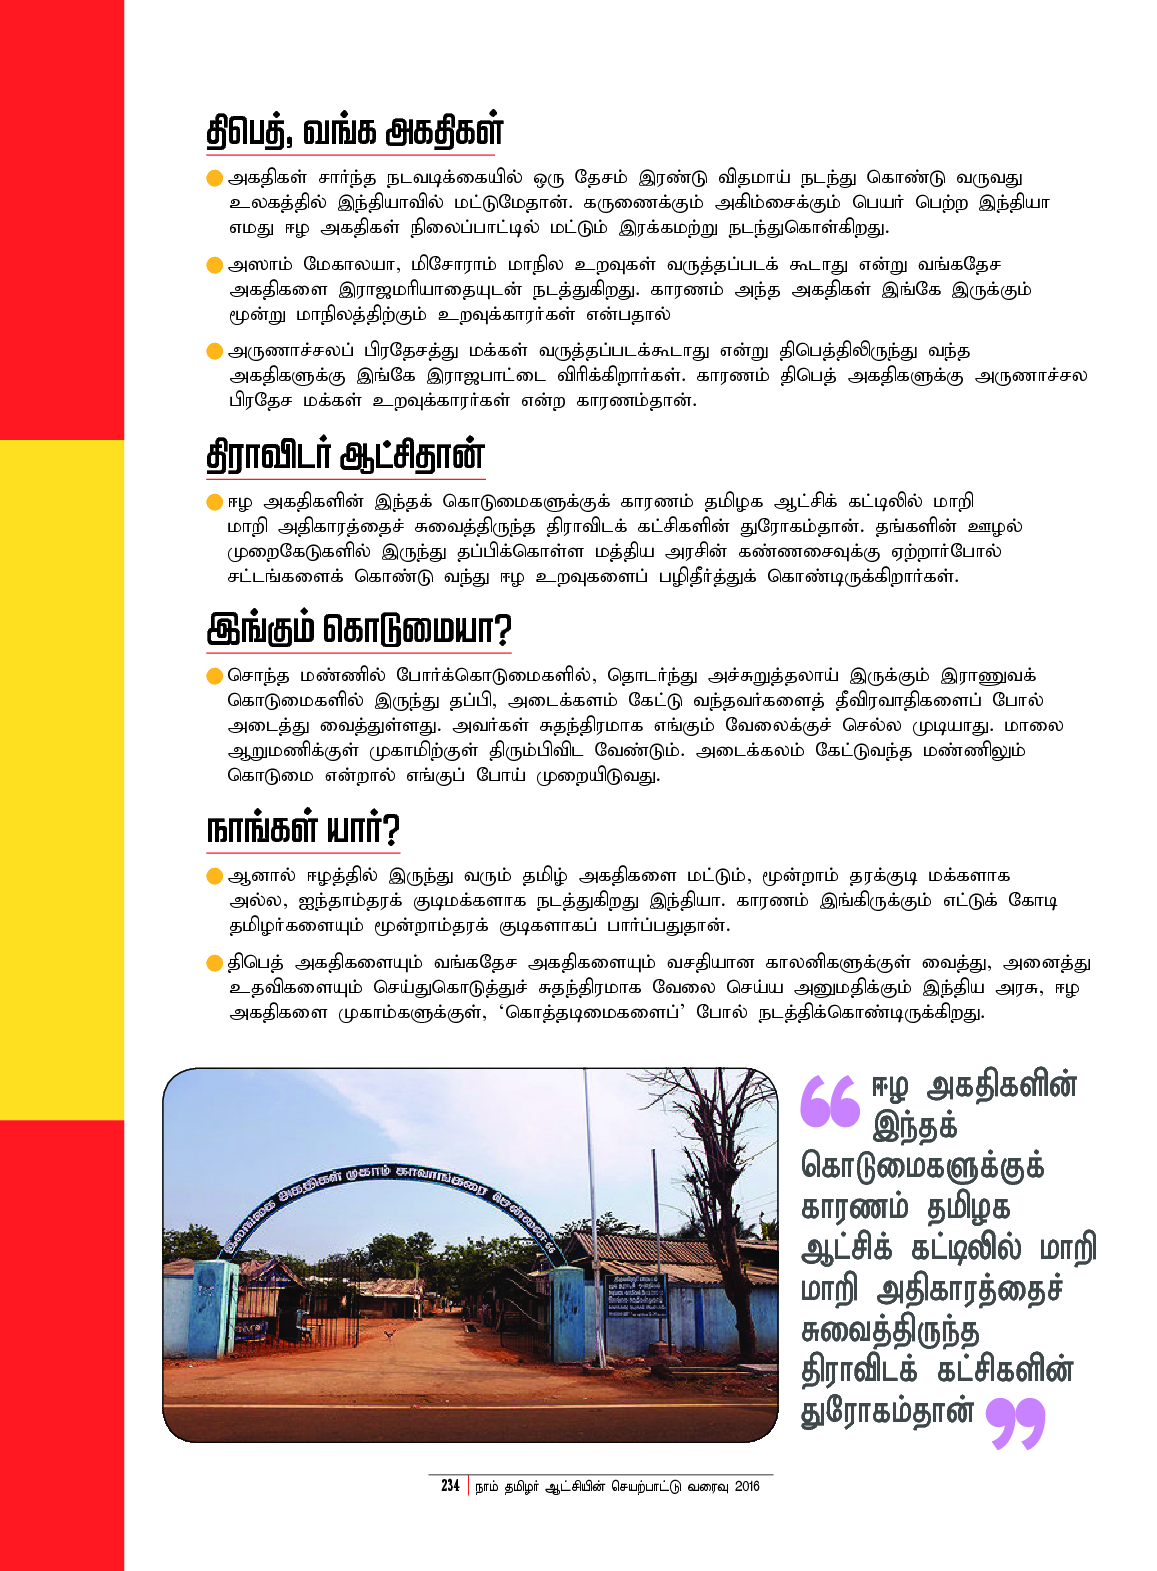 திபெத், வங்க அகதிகள்
அகதிகள் சார்ந்த நடவடிக்கையில் ஒரு தேசம் இரண்டு விதமாய் நடந்து கொண்டு வருவது
உலகத்தில் இந்தியாவில் மட்டுமேதான். கருணைக்கும் அகிம்சைக்கும் பெயர் பெற்ற இந்தியா
எமது ஈழ அகதிகள் நிலைப்பாட்டில் மட்டும் இரக்கமற்று நடந்துகொள்கிறது.
அஸாம் மேகாலயா, மிசோராம் மாநில உறவுகள் வருத்தப்படக் கூடாது என்று வங்கதேச
அகதிகளை இராஜமரியாதையுடன் நடத்துகிறது. காரணம் அந்த அகதிகள் இங்கே இருக்கும்
மூன்று மாநிலத்திற்கும் உறவுக்காரர்கள் என்பதால்
அருணாச்சலப் பிரதேசத்து மக்கள் வருத்தப்படக்கூடாது என்று திபெத்திலிருந்து வந்த
அகதிகளுக்கு இங்கே இராஜபாட்டை விரிக்கிறார்கள். காரணம் திபெத் அகதிகளுக்கு அருணாச்சல
பிரதேச மக்கள் உறவுக்காரர்கள் என்ற காரணம்தான்.
திராவிடர் ஆட்சிதான்
ஈழ அகதிகளின் இந்தக் கொடுமைகளுக்குக் காரணம் தமிழக ஆட்சிக் கட்டிலில் மாறி
மாறி அதிகாரத்தைச் சுவைத்திருந்த திராவிடக் கட்சிகளின் துரோகம்தான். தங்களின் ஊழல்
முறைகேடுகளில் இருந்து தப்பிக்கொள்ள மத்திய அரசின் கண்ணசைவுக்கு ஏற்றார்போல்
சட்டங்களைக் கொண்டு வந்து ஈழ உறவுகளைப் பழிதீர்த்துக் கொண்டிருக்கிறார்கள்.
இங்கும் கொடுமையா?
சொந்த மண்ணில் போர்க்கொடுமைகளில், தொடர்ந்து அச்சுறுத்தலாய் இருக்கும் இராணுவக்
கொடுமைகளில் இருந்து தப்பி, அடைக்களம் கேட்டு வந்தவர்களைத் தீவிரவாதிகளைப் போல்
அடைத்து வைத்துள்ளது. அவர்கள் சுதந்திரமாக எங்கும் வேலைக்குச் செல்ல முடியாது. மாலை
ஆறுமணிக்குள் முகாமிற்குள் திரும்பிவிட வேண்டும். அடைக்கலம் கேட்டுவந்த மண்ணிலும்
கொடுமை என்றால் எங்குப் போய் முறையிடுவது.
நாங்கள் யார்?
ஆனால் ஈழத்தில் இருந்து வரும் தமிழ் அகதிகளை மட்டும், மூன்றாம் தரக்குடி மக்களாக
அல்ல, ஐந்தாம்தரக் குடிமக்களாக நடத்துகிறது இந்தியா. காரணம் இங்கிருக்கும் எட்டுக் கோடி
தமிழர்களையும் மூன்றாம்தரக் குடிகளாகப் பார்ப்பதுதான்.
திபெத் அகதிகளையும் வங்கதேச அகதிகளையும் வசதியான காலனிகளுக்குள் வைத்து, அனைத்து
உதவிகளையும் செய்துகொடுத்துச் சுதந்திரமாக வேலை செய்ய அனுமதிக்கும் இந்திய அரசு, ஈழ
அகதிகளை முகாம்களுக்குள், ‘கொத்தடிமைகளைப்’ போல் நடத்திக்கொண்டிருக்கிறது.
இலங்கை அகதிகள் முகாம் காவாங்கரை சென்னை
“ ஈழ அகதிகளின்
இந்தக்
கொடுமைகளுக்குக்
காரணம் தமிழக
ஆட்சிக் கட்டிலில் மாறி
மாறி அதிகாரத்தைச்
சுவைத்திருந்த
திராவிடக் கட்சிகளின்
துரோகம்தான் ”
234 | நாம் தமிழர் ஆட்சியின் செயற்பாட்டு வரைவு 2016